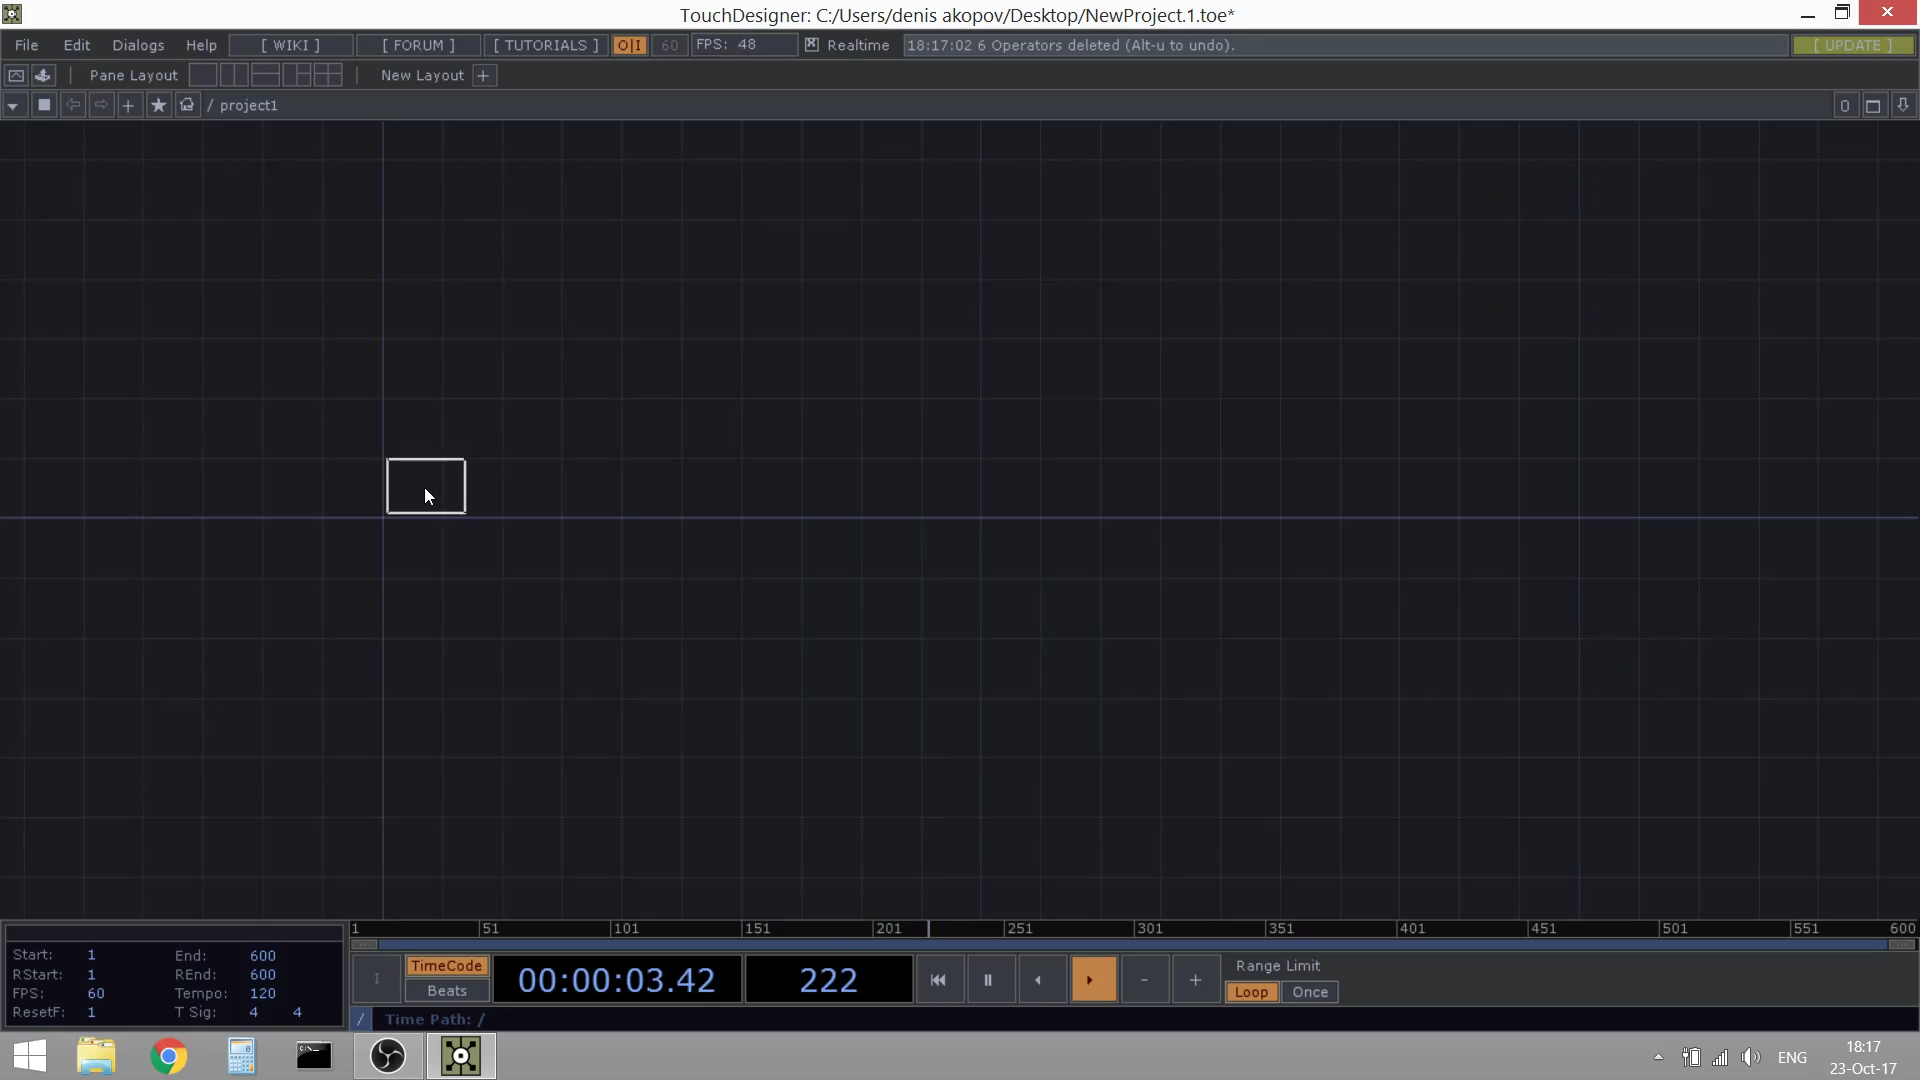 TouchDesigner: C:/Users/denis akopov/Desktop/NewProject.1.toe*
File Edit Dialogs Help [ WIKI ] [ FORUM ] [ TUTORIALS ] O|I 60 FPS: 48 Realtime 18:17:02 6 Operators deleted (Alt-u to undo). [ UPDATE ]
Pane Layout New Layout +
+ / project1 0
1 51 101 151 201 251 301 351 401 451 501 551 600
Start: 1 End: 600
RStart: 1 REnd: 600
FPS: 60 Tempo: 120
ResetF: 1 T Sig: 4 4
I TimeCode Beats 00:00:03.42 222 - + Range Limit
Loop Once
/ Time Path: /
ENG 18:17
23-Oct-17